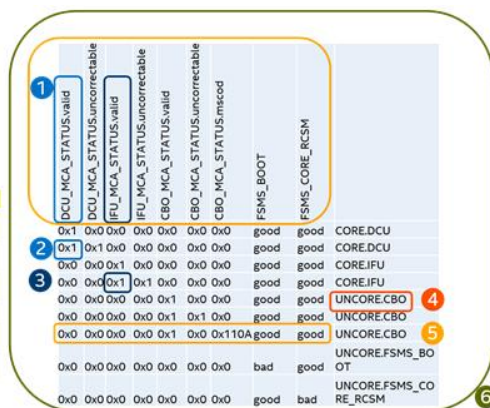 1
DCU_MCA_STATUS.valid
DCU_MCA_STATUS.uncorrectable
IFU_MCA_STATUS.valid
IFU_MCA_STATUS.uncorrectable
CBO_MCA_STATUS.valid
CBO_MCA_STATUS.uncorrectable
CBO_MCA_STATUS.mscod
FSMS_BOOT
FSMS_CORE_RCSM
0x1 0x0 0x0 0x0 0x0 0x0 0x0 good good CORE.DCU
2 0x1 0x1 0x0 0x0 0x0 0x0 0x0 good good CORE.DCU
0x0 0x0 0x1 0x0 0x0 0x0 0x0 good good CORE.IFU
3 0x0 0x0 0x1 0x1 0x0 0x0 0x0 good good CORE.IFU
0x0 0x0 0x0 0x0 0x1 0x0 0x0 good good UNCORE.CBO 4
0x0 0x0 0x0 0x0 0x1 0x1 0x0 good good UNCORE.CBO
0x0 0x0 0x0 0x0 0x1 0x0 0x110A good good UNCORE.CBO 5
UNCORE.FSMS_BO
0x0 0x0 0x0 0x0 0x0 0x0 0x0 bad good OT
UNCORE.FSMS_CO
0x0 0x0 0x0 0x0 0x0 0x0 0x0 good bad RE_RCSM
6